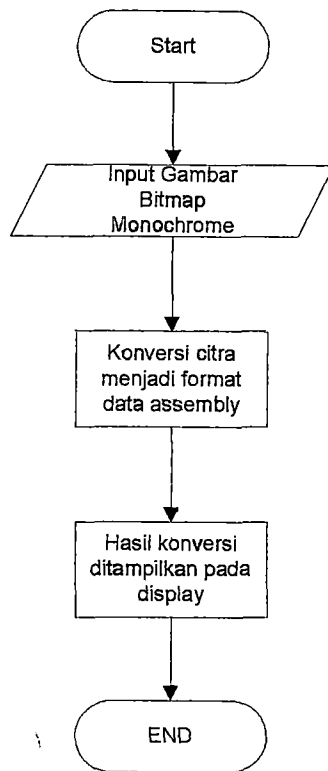 Start
Input Gambar
Bitmap
Monochrome
Konversi citra
menjadi format
data assembly
Hasil konversi
ditampilkan pada
display
END